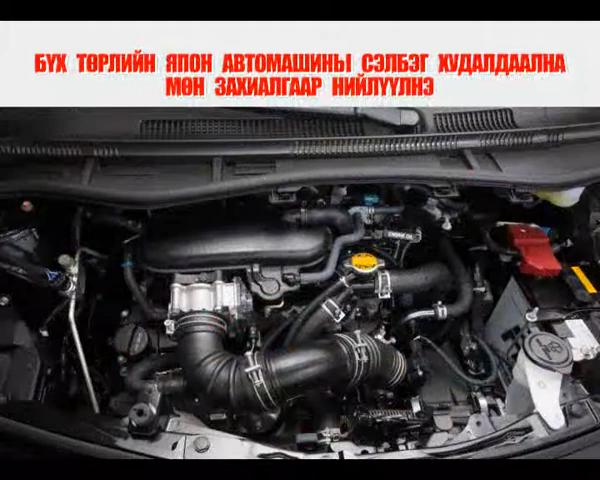 БҮХ ТӨРЛИЙН ЯПОН АВТОМАШИНЫ СЭЛБЭГ ХУДАЛДААЛНА
МӨН ЗАХИАЛГААР НИЙЛҮҮЛНЭ